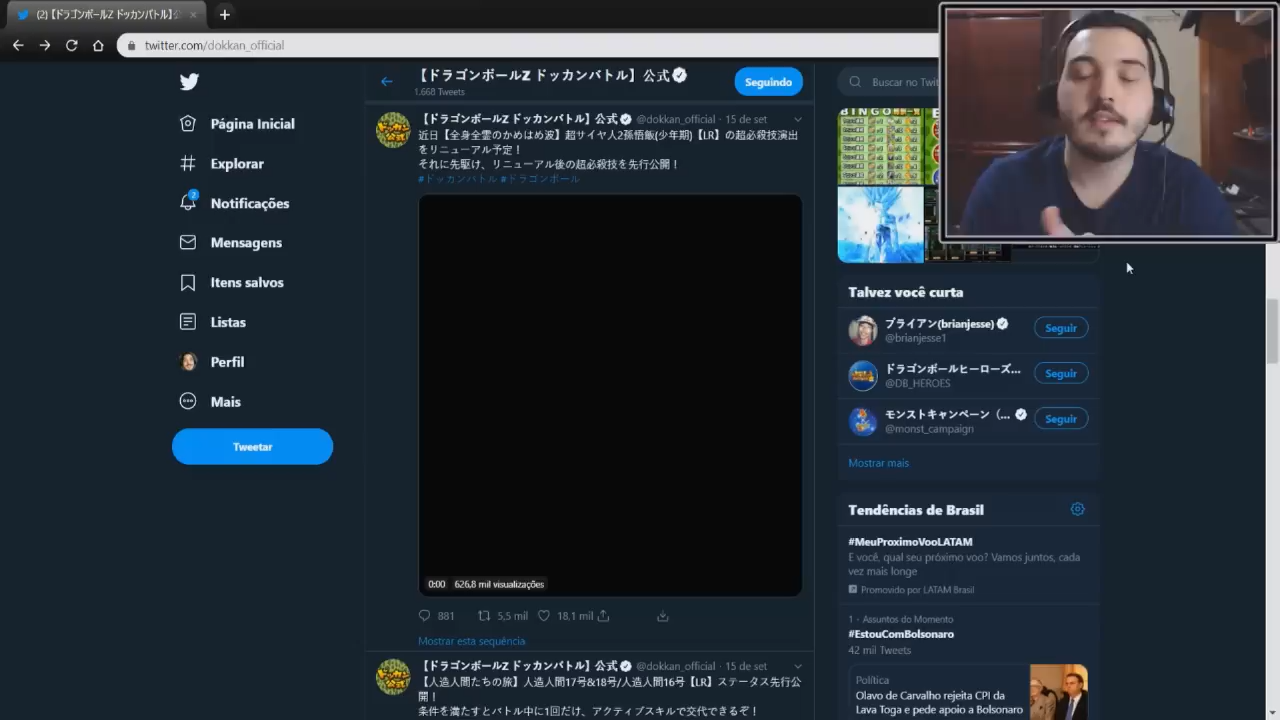 (2) 【ドラゴンボールZ ドッカンバトル】公
twitter.com/dokkan_official
Página Inicial
Explorar
2
Notificações
Mensagens
Itens salvos
Listas
Perfil
Mais
Tweetar
【ドラゴンボールZ ドッカンバトル】公式
1.668 Tweets
Seguindo
【ドラゴンボールZ ドッカンバトル】公式 @dokkan_official · 15 de set
近日【全身全霊のかめはめ波】超サイヤ人2孫悟飯(少年期)【LR】の超必殺技演出
をリニューアル予定！
それに先駆け、リニューアル後の超必殺技を先行公開！
#ドッカンバトル #ドラゴンボール
0:00 626,8 mil visualizações
881 5,5 mil 18,1 mil
Mostrar esta sequência
【ドラゴンボールZ ドッカンバトル】公式 @dokkan_official · 15 de set
【人造人間たちの旅】人造人間17号&18号/人造人間16号【LR】ステータス先行公
開！
条件を満たすとバトル中に1回だけ、アクティブスキルで交代できるぞ！
Buscar no Twit
BINGO
Talvez você curta
ブライアン(brianjesse)
@brianjesse1
Seguir
ドラゴンボールヒーローズ...
@DB_HEROES
Seguir
モンストキャンペーン（...
@monst_campaign
Seguir
Mostrar mais
Tendências de Brasil
#MeuProximoVooLATAM
E você, qual seu próximo voo? Vamos juntos, cada
vez mais longe
Promovido por LATAM Brasil
1 · Assuntos do Momento
#EstouComBolsonaro
42 mil Tweets
Política
Olavo de Carvalho rejeita CPI da
Lava Toga e pede apoio a Bolsonaro